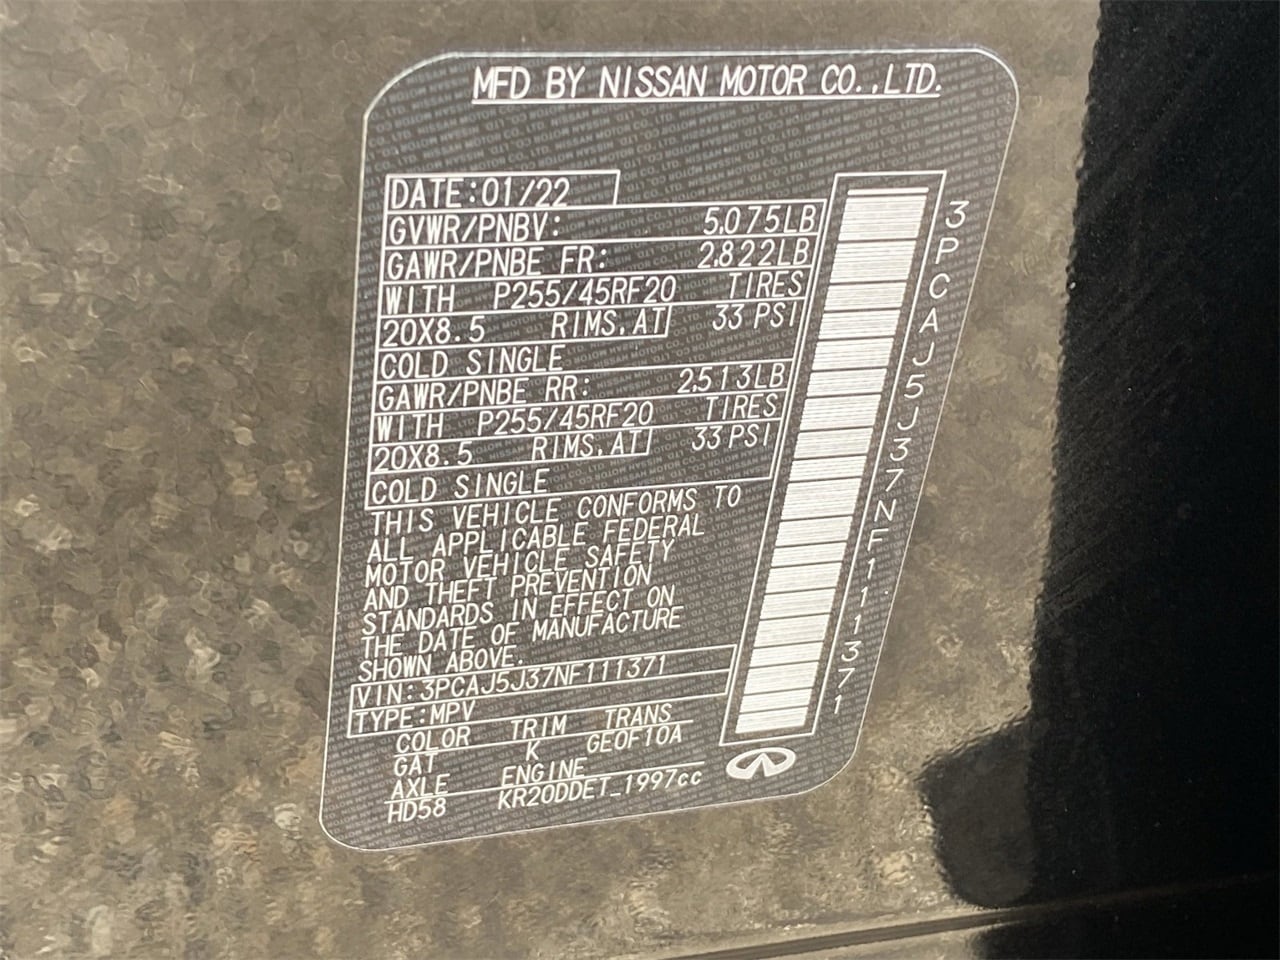 MFD BY NISSAN MOTOR CO.,LTD.
DATE:01/22
GVWR/PNBV: 5,075LB
GAWR/PNBE FR: 2,822LB
WITH P255/45RF20 TIRES
20X8.5 RIMS,AT 33 PSI
COLD SINGLE
GAWR/PNBE RR: 2,513LB
WITH P255/45RF20 TIRES
20X8.5 RIMS,AT 33 PSI
COLD SINGLE
THIS VEHICLE CONFORMS TO
ALL APPLICABLE FEDERAL
MOTOR VEHICLE SAFETY
AND THEFT PREVENTION
STANDARDS IN EFFECT ON
THE DATE OF MANUFACTURE
SHOWN ABOVE.
VIN:3PCAJ5J37NF111371
TYPE:MPV
COLOR TRIM TRANS
GAT K GEOF10A
AXLE ENGINE
HD58 KR20DDET_1997cc
3PCAJ5J37NF111371